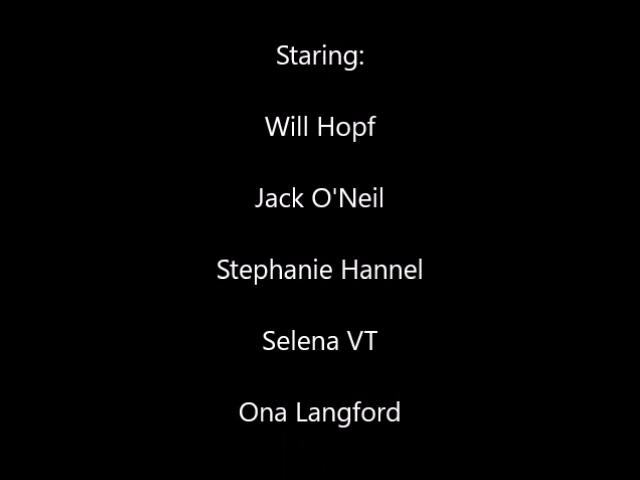 Staring:
Will Hopf
Jack O'Neil
Stephanie Hannel
Selena VT
Ona Langford